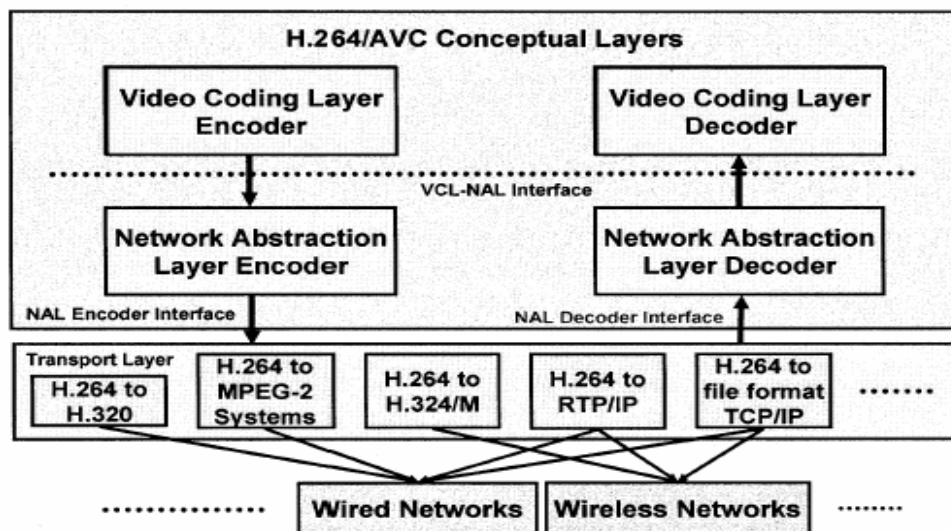 H.264/AVC Conceptual Layers
Video Coding Layer
Encoder
Video Coding Layer
Decoder
VCL-NAL Interface
Network Abstraction
Layer Encoder
Network Abstraction
Layer Decoder
NAL Encoder Interface
NAL Decoder Interface
Transport Layer
H.264 to
H.320
H.264 to
MPEG-2
Systems
H.264 to
H.324/M
H.264 to
RTP/IP
H.264 to
file format
TCP/IP
Wired Networks
Wireless Networks